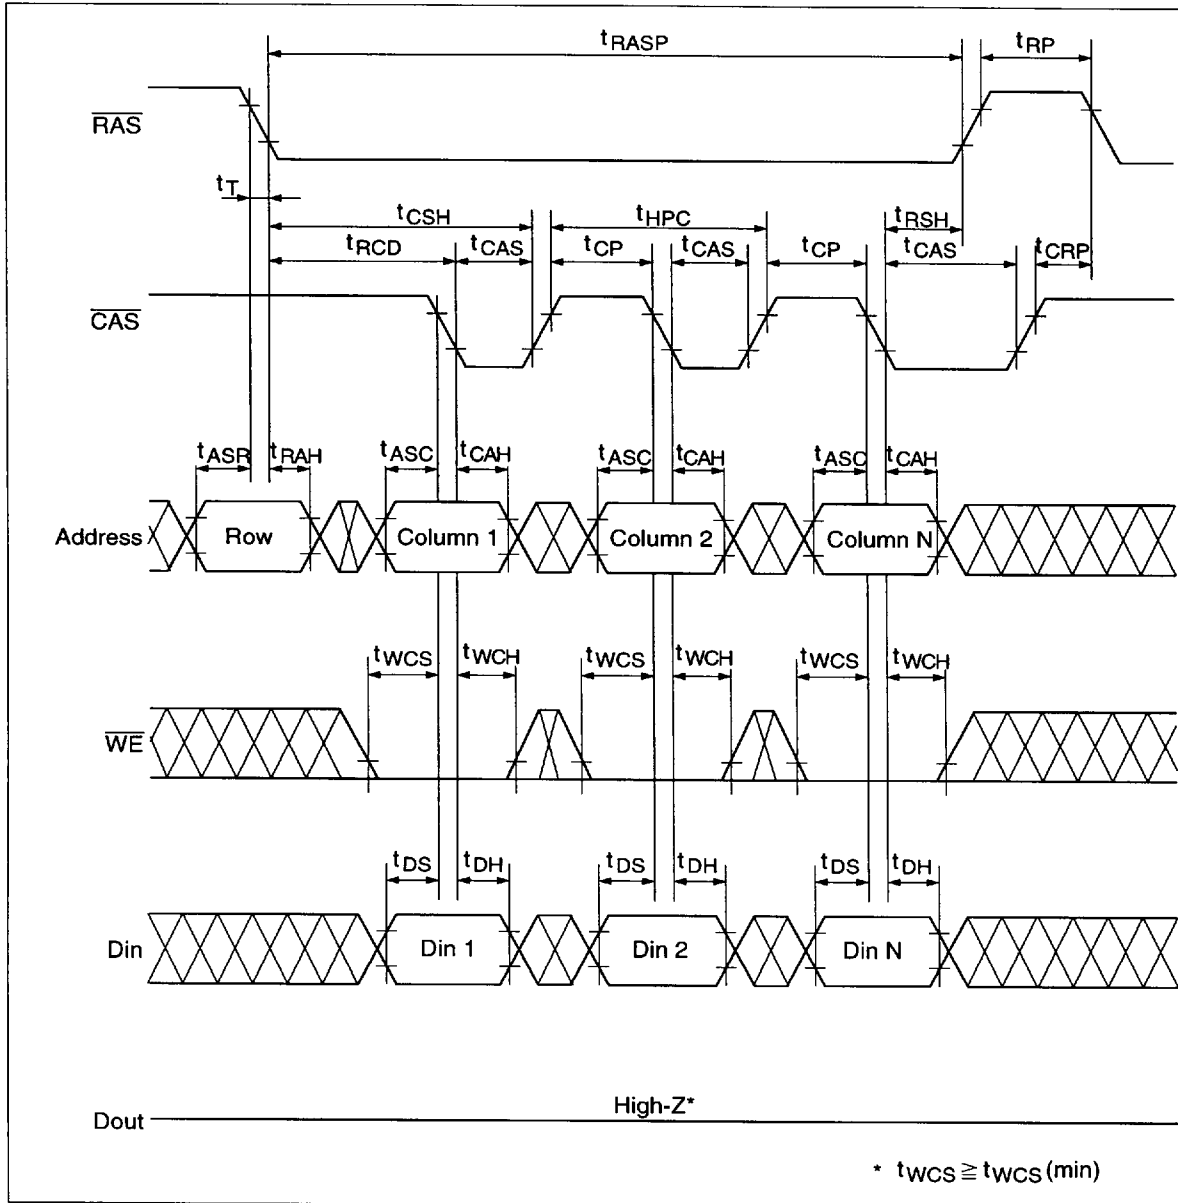 tRASP tRP
RAS
tT
tCSH tHPC tRSH
tRCD tCAS tCP tCAS tCP tCAS tCRP
CAS
tASR tRAH tASC tCAH tASC tCAH tASC tCAH
Address Row Column 1 Column 2 Column N
tWCS tWCH tWCS tWCH tWCS tWCH
WE
tDS tDH tDS tDH tDS tDH
Din Din 1 Din 2 Din N
High-Z*
Dout
* tWCS ≧ tWCS (min)